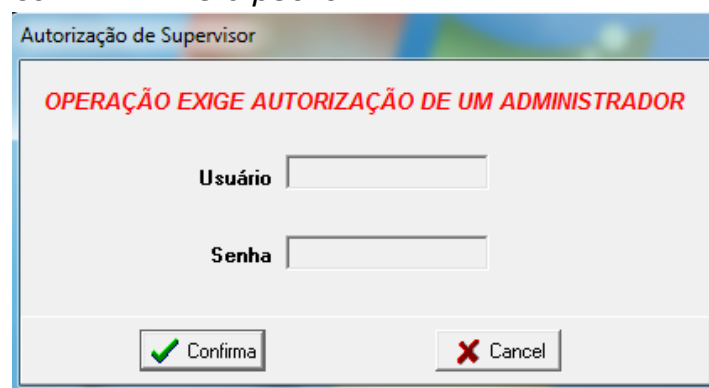 Autorização de Supervisor
OPERAÇÃO EXIGE AUTORIZAÇÃO DE UM ADMINISTRADOR
Usuário
Senha
Confirma
Cancel